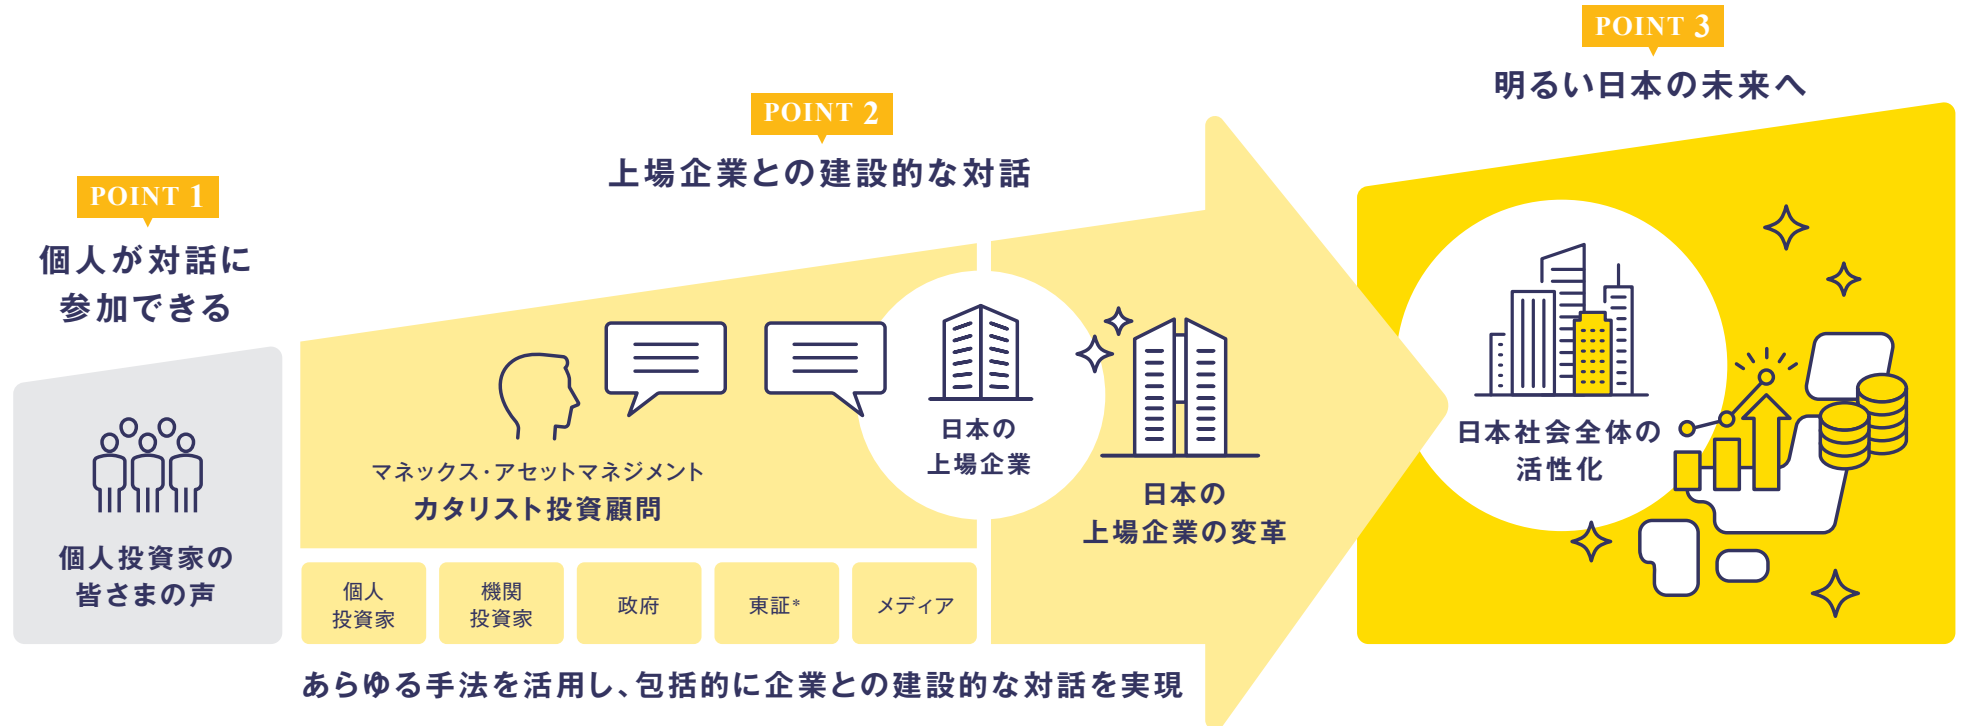 POINT 1
個人が対話に
参加できる
個人投資家の
皆さまの声
POINT 2
上場企業との建設的な対話
マネックス・アセットマネジメント
カタリスト投資顧問
日本の
上場企業
日本の
上場企業の変革
個人
投資家
機関
投資家
政府
東証*
メディア
あらゆる手法を活用し、包括的に企業との建設的な対話を実現
POINT 3
明るい日本の未来へ
日本社会全体の
活性化